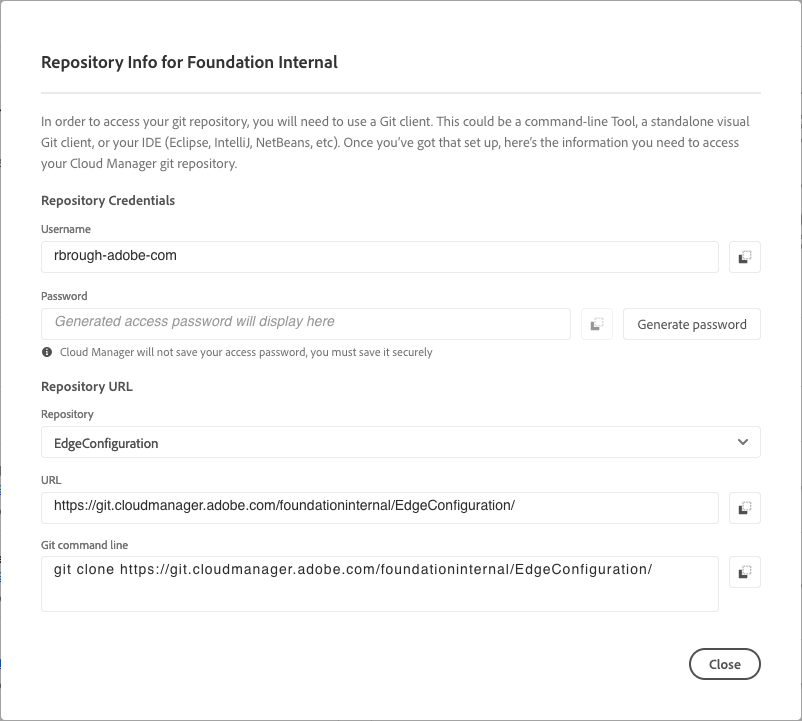 Repository Info for Foundation Internal
In order to access your git repository, you will need to use a Git client. This could be a command-line Tool, a standalone visual
Git client, or your IDE (Eclipse, IntelliJ, NetBeans, etc). Once you've got that set up, here's the information you need to access
your Cloud Manager git repository.
Repository Credentials
Username
rbrough-adobe-com
Password
Generated access password will display here
Generate password
Cloud Manager will not save your access password, you must save it securely
Repository URL
Repository
EdgeConfiguration
URL
https://git.cloudmanager.adobe.com/foundationinternal/EdgeConfiguration/
Git command line
git clone https://git.cloudmanager.adobe.com/foundationinternal/EdgeConfiguration/
Close